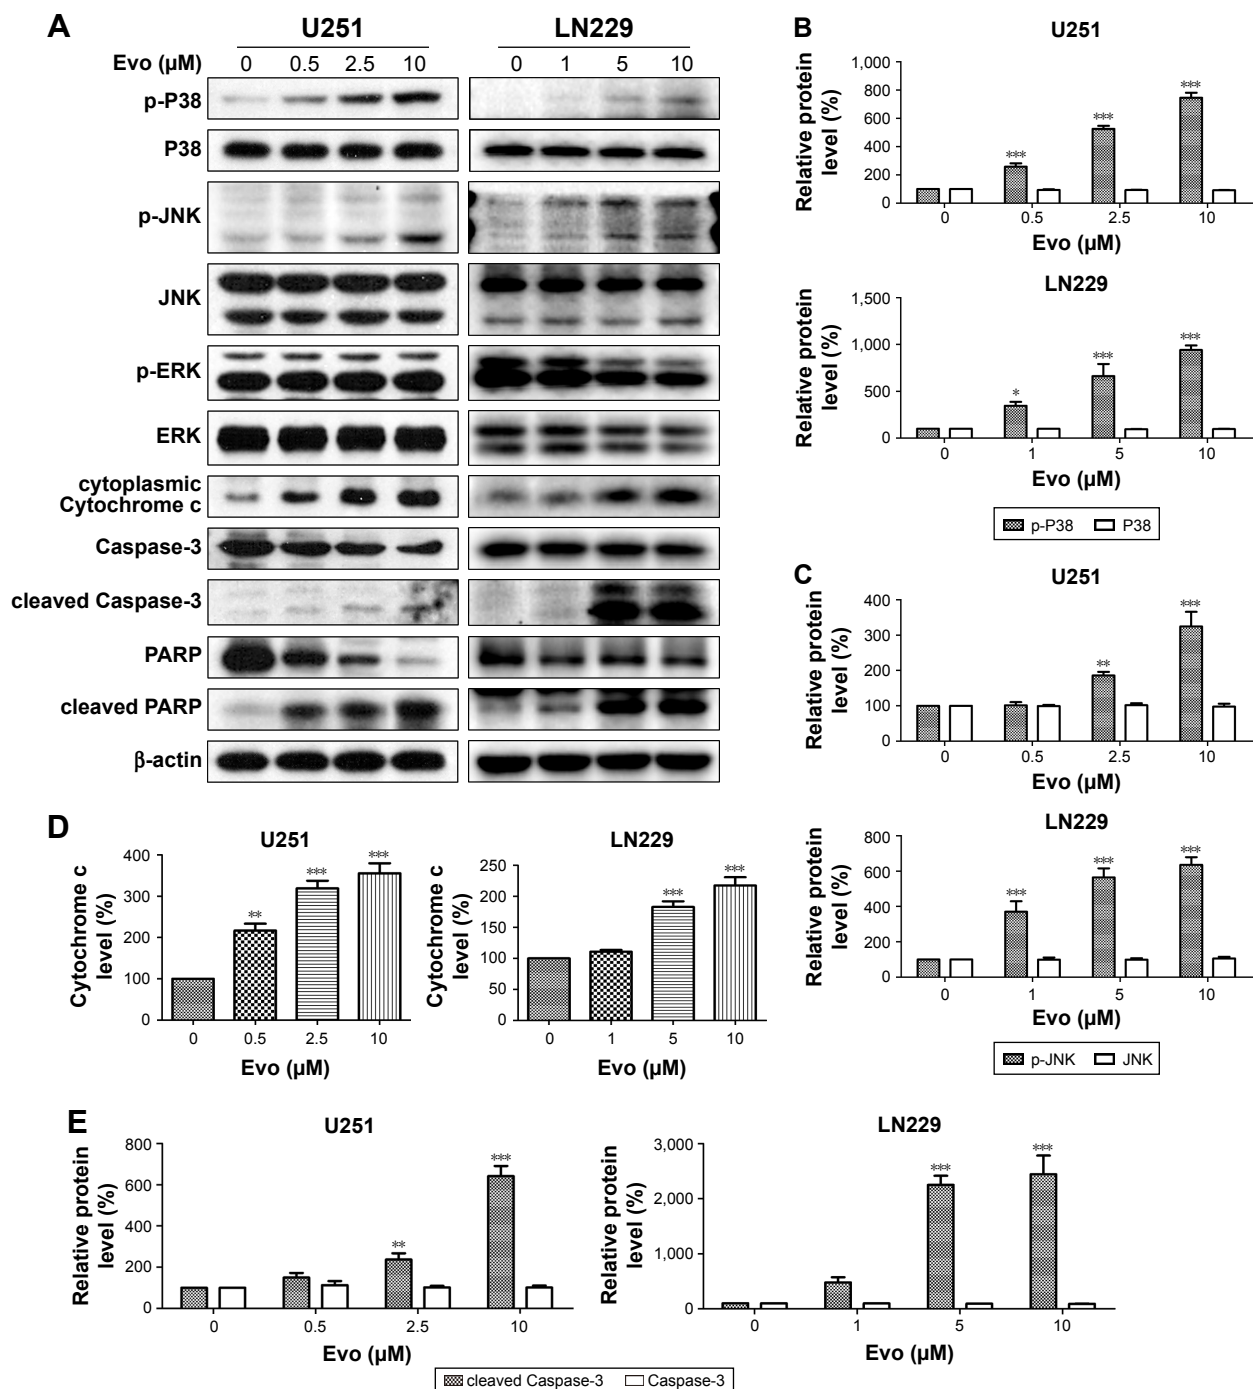 A
U251
LN229
Evo (µM)
0 0.5 2.5 10
0 1 5 10
p-P38
P38
p-JNK
JNK
p-ERK
ERK
cytoplasmic
Cytochrome c
Caspase-3
cleaved Caspase-3
PARP
cleaved PARP
β-actin
B
U251
Relative protein
level (%)
1,000
800
600
400
200
0
***
***
***
0 0.5 2.5 10
Evo (µM)
LN229
Relative protein
level (%)
1,500
1,000
500
0
*
***
***
0 1 5 10
Evo (µM)
p-P38 P38
C
U251
Relative protein
level (%)
400
300
200
100
0
**
***
0 0.5 2.5 10
Evo (µM)
LN229
Relative protein
level (%)
800
600
400
200
0
***
***
***
0 1 5 10
Evo (µM)
p-JNK JNK
D
U251
Cytochrome c
level (%)
400
300
200
100
0
**
***
***
0 0.5 2.5 10
Evo (µM)
LN229
Cytochrome c
level (%)
250
200
150
100
50
0
***
***
0 1 5 10
Evo (µM)
E
U251
Relative protein
level (%)
800
600
400
200
0
**
***
0 0.5 2.5 10
Evo (µM)
LN229
Relative protein
level (%)
3,000
2,000
1,000
0
***
***
0 1 5 10
Evo (µM)
cleaved Caspase-3 Caspase-3